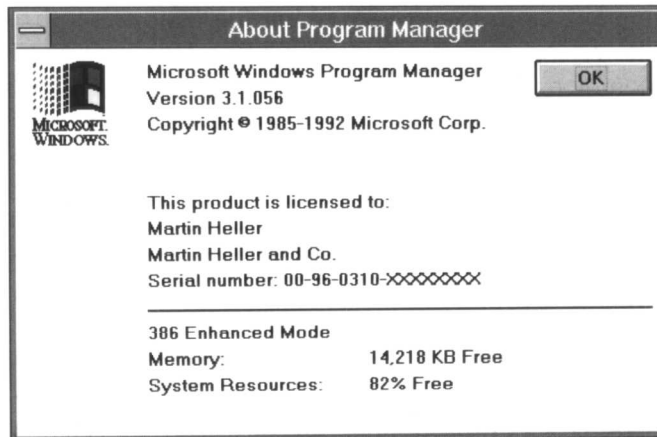 About Program Manager
Microsoft Windows Program Manager
OK
Version 3.1.056
Copyright © 1985-1992 Microsoft Corp.
MICROSOFT.
WINDOWS.
This product is licensed to:
Martin Heller
Martin Heller and Co.
Serial number: 00-96-0310-XXXXXXXX
386 Enhanced Mode
Memory: 14,218 KB Free
System Resources: 82% Free